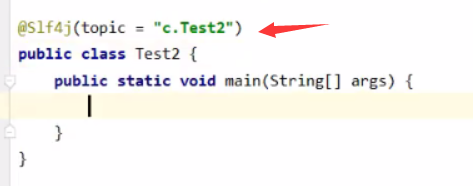 @Slf4j(topic = "c.Test2")
public class Test2 {
    public static void main(String[] args) {
    }
}